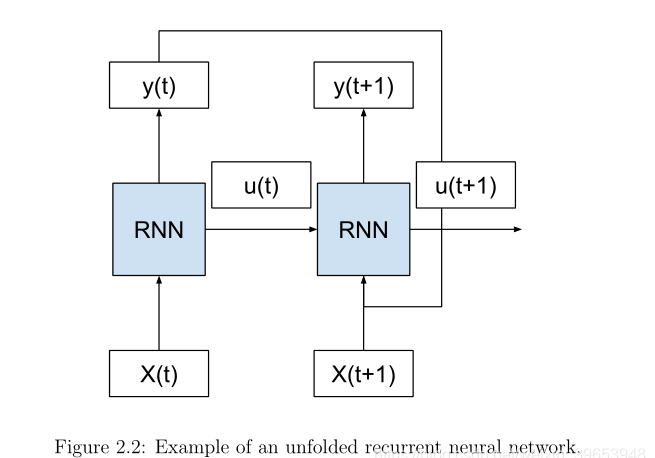 y(t)
y(t+1)
u(t)
u(t+1)
RNN
RNN
X(t)
X(t+1)
Figure 2.2: Example of an unfolded recurrent neural network.